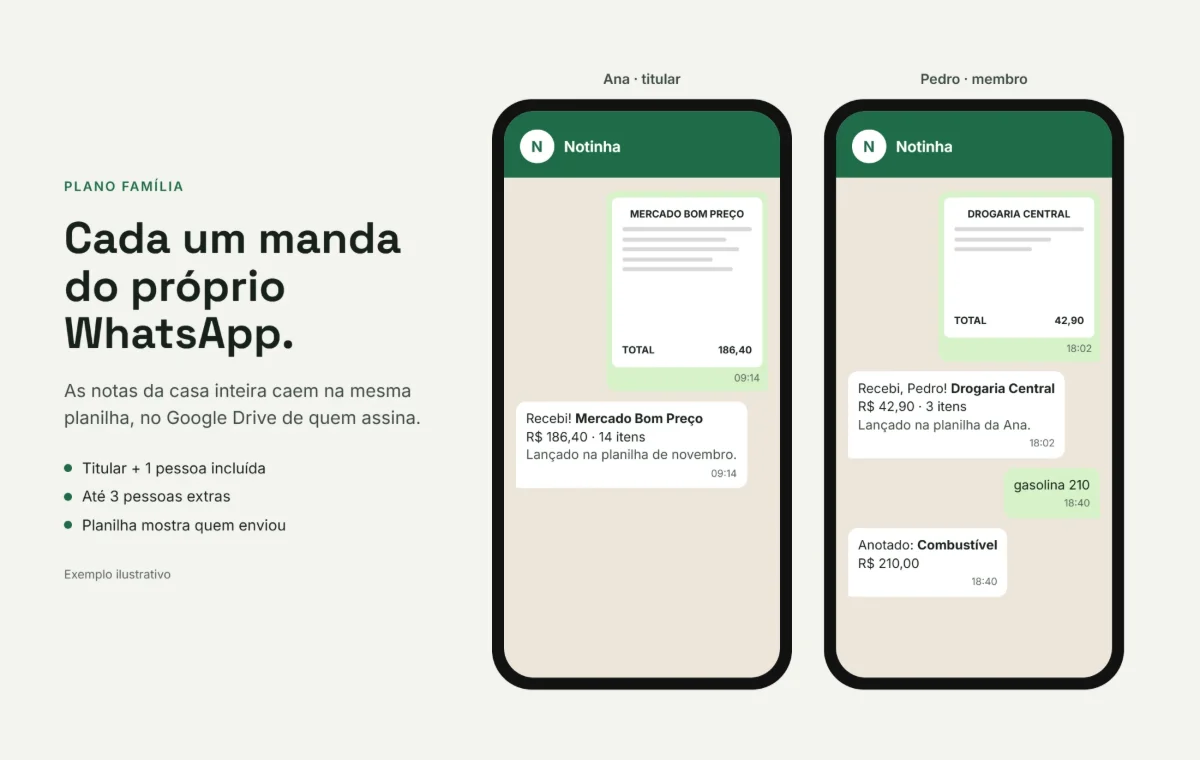 PLANO FAMÍLIA
Cada um manda
do próprio
WhatsApp.
As notas da casa inteira caem na mesma
planilha, no Google Drive de quem assina.
Titular + 1 pessoa incluída
Até 3 pessoas extras
Planilha mostra quem enviou
Exemplo ilustrativo
Ana · titular
N Notinha
MERCADO BOM PREÇO
TOTAL 186,40
09:14
Recebi! Mercado Bom Preço
R$ 186,40 · 14 itens
Lançado na planilha de novembro.
09:14
Pedro · membro
N Notinha
DROGARIA CENTRAL
TOTAL 42,90
18:02
Recebi, Pedro! Drogaria Central
R$ 42,90 · 3 itens
Lançado na planilha da Ana.
18:02
gasolina 210
18:40
Anotado: Combustível
R$ 210,00
18:40